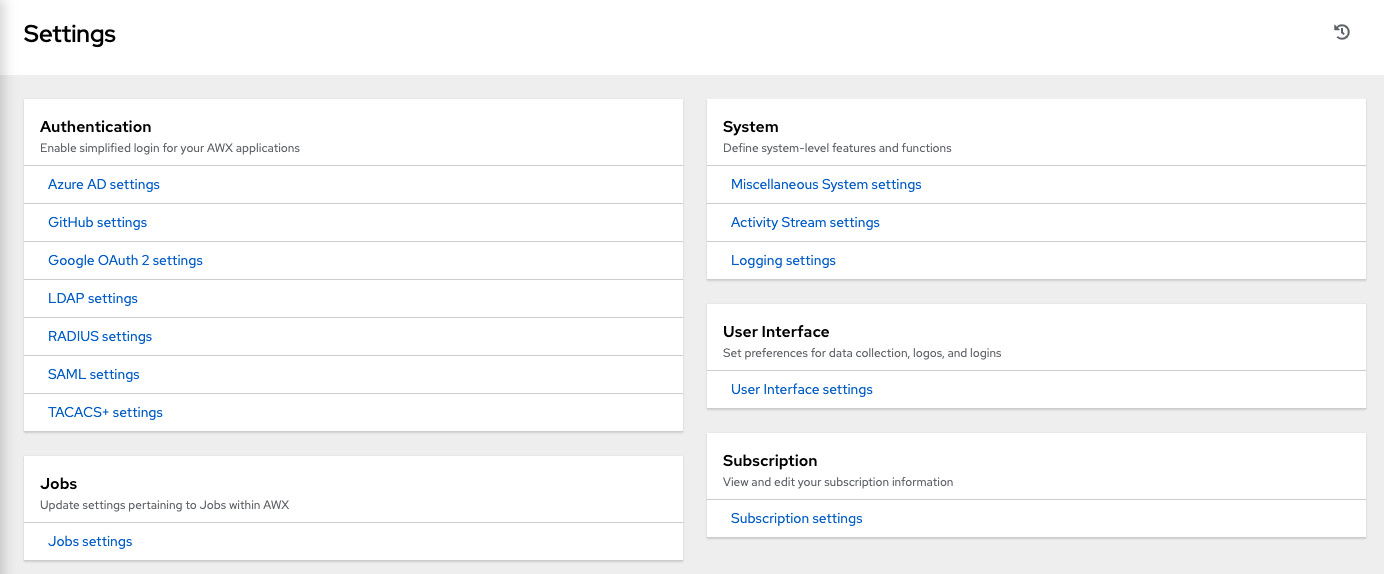 Settings
Authentication
Enable simplified login for your AWX applications
Azure AD settings
GitHub settings
Google OAuth 2 settings
LDAP settings
RADIUS settings
SAML settings
TACACS+ settings
Jobs
Update settings pertaining to Jobs within AWX
Jobs settings
System
Define system-level features and functions
Miscellaneous System settings
Activity Stream settings
Logging settings
User Interface
Set preferences for data collection, logos, and logins
User Interface settings
Subscription
View and edit your subscription information
Subscription settings